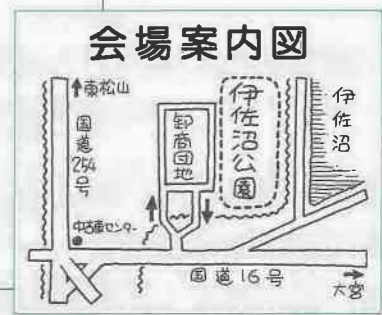 会場案内図
東松山
国道254号
卸商団地
伊佐沼公園
伊佐沼
中古車センター
国道16号
大宮